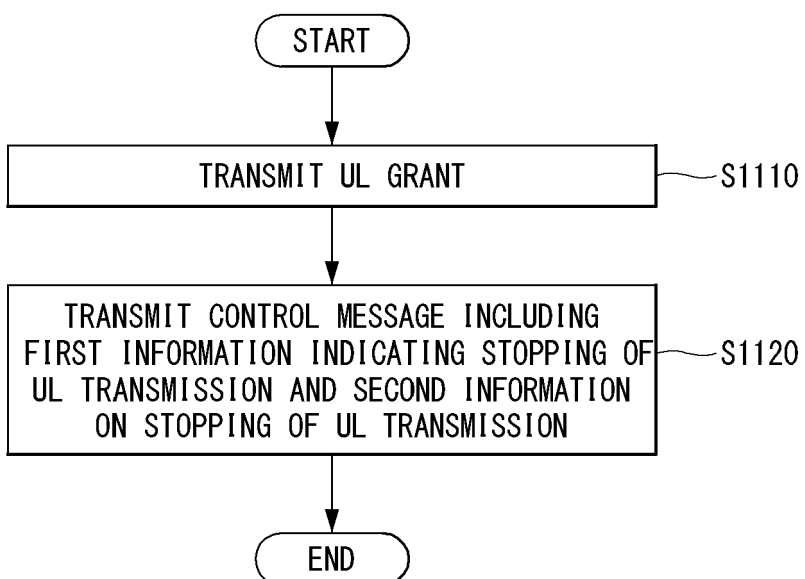 START
TRANSMIT UL GRANT
S1110
TRANSMIT CONTROL MESSAGE INCLUDING
FIRST INFORMATION INDICATING STOPPING OF
UL TRANSMISSION AND SECOND INFORMATION
ON STOPPING OF UL TRANSMISSION
S1120
END